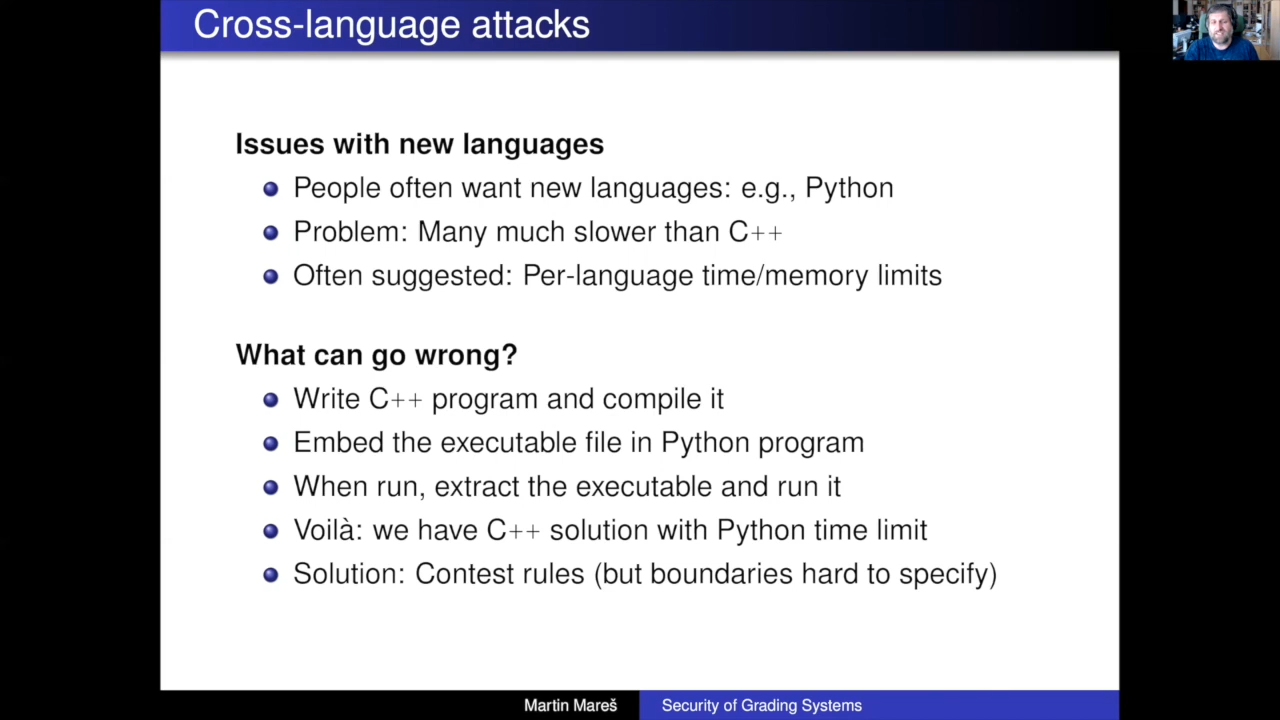 Cross-language attacks
Issues with new languages
People often want new languages: e.g., Python
Problem: Many much slower than C++
Often suggested: Per-language time/memory limits
What can go wrong?
Write C++ program and compile it
Embed the executable file in Python program
When run, extract the executable and run it
Voilà: we have C++ solution with Python time limit
Solution: Contest rules (but boundaries hard to specify)
Martin Mareš
Security of Grading Systems